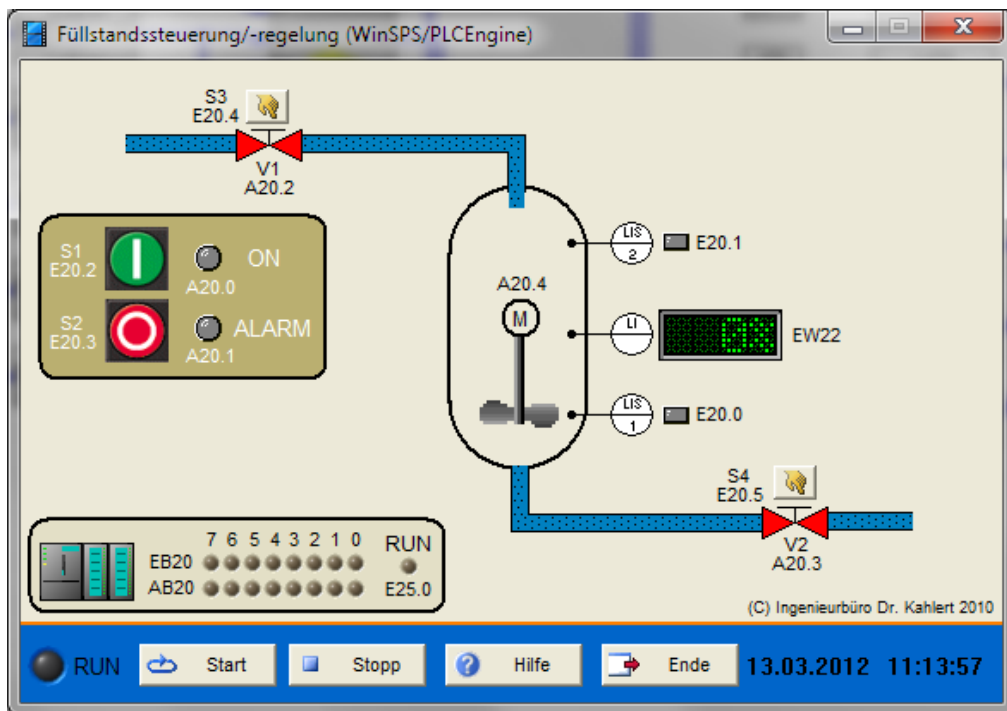 Füllstandssteuerung/-regelung (WinSPS/PLCEngine)
S3
E20.4
V1
A20.2
S1
E20.2
ON
A20.0
S2
E20.3
ALARM
A20.1
A20.4
M
LIS
2
E20.1
LI
0%
EW22
LIS
1
E20.0
S4
E20.5
V2
A20.3
7 6 5 4 3 2 1 0 RUN
EB20
AB20 E25.0
(C) Ingenieurbüro Dr. Kahlert 2010
RUN Start Stopp Hilfe Ende 13.03.2012 11:13:57